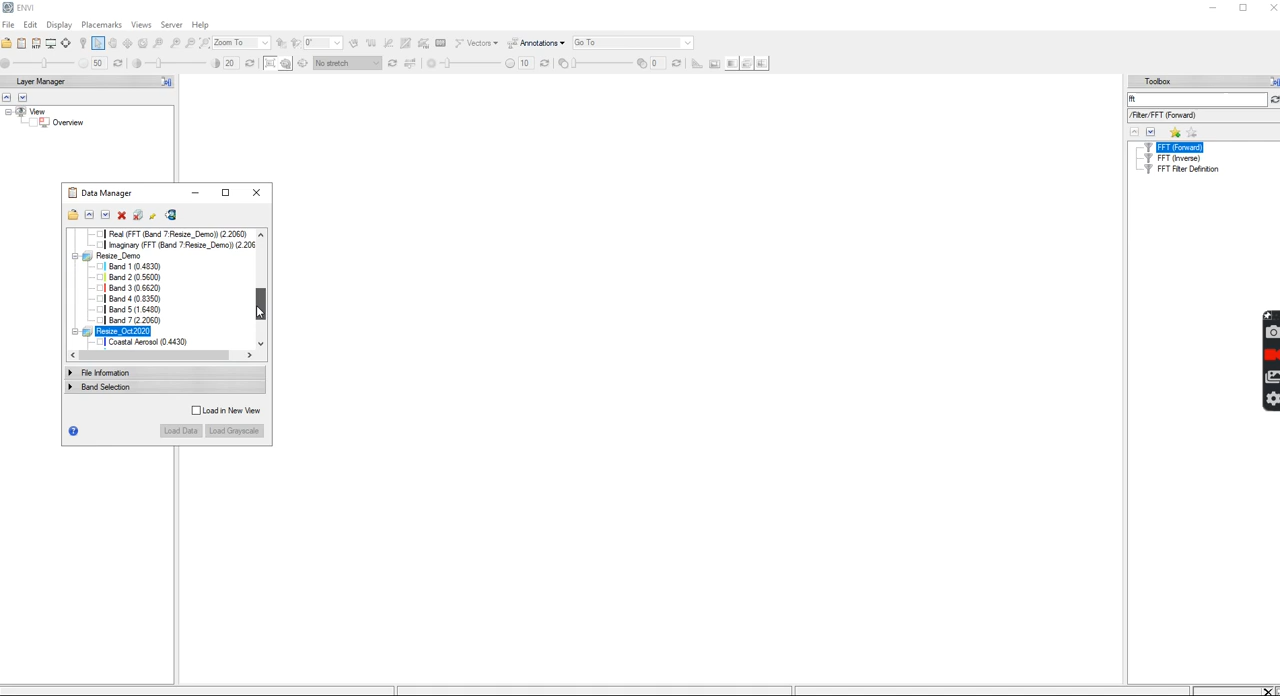 ENVI
File Edit Display Placemarks Views Server Help
Zoom To 0° Vectors Annotations Go To
50 20 No stretch 10 0
Layer Manager
View
Overview
Data Manager
Real (FFT (Band 7:Resize_Demo)) (2.2060)
Imaginary (FFT (Band 7:Resize_Demo)) (2.206
Resize_Demo
Band 1 (0.4830)
Band 2 (0.5600)
Band 3 (0.6620)
Band 4 (0.8350)
Band 5 (1.6480)
Band 7 (2.2060)
Resize_Oct2020
Coastal Aerosol (0.4430)
File Information
Band Selection
Load in New View
Load Data Load Grayscale
Toolbox
fft
/Filter/FFT (Forward)
FFT (Forward)
FFT (Inverse)
FFT Filter Definition